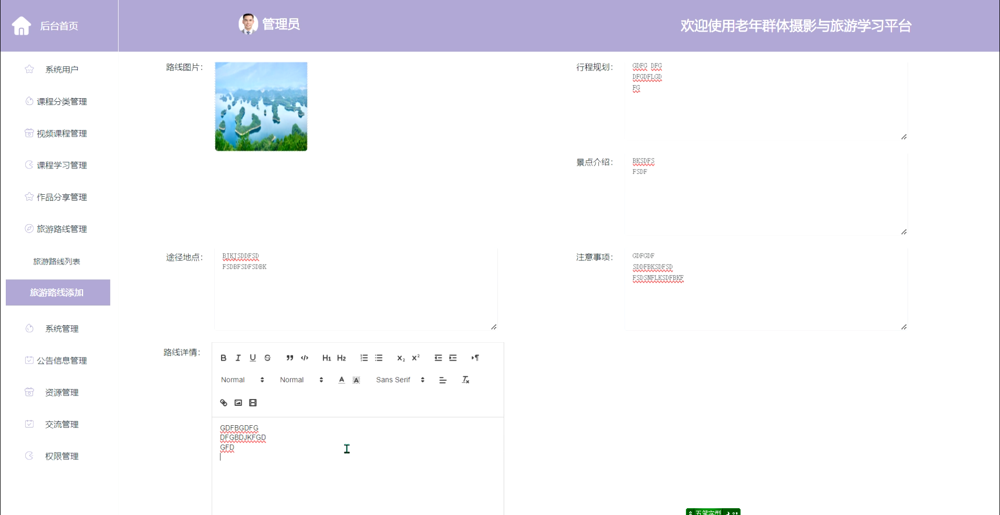 后台首页
管理员
欢迎使用老年群体摄影与旅游学习平台
系统用户
课程分类管理
视频课程管理
课程学习管理
作品分享管理
旅游路线管理
旅游路线列表
旅游路线添加
系统管理
公告信息管理
资源管理
交流管理
权限管理
路线图片：
行程规划：
GDFG DFG
DFGDFLGD
FG
景点介绍：
BKSDFS
FSDF
途径地点：
BIKJSDDFSD
FSDBFSDFSDBK
注意事项：
GDFGDF
SDDFBKSDFSD
FSDSNFLKSDFBKF
路线详情：
B I U S H1 H2 X₂ X²
Normal Normal A A Sans Serif Tx
GDFBGDFG
DFGBDJKFGD
GFD
五笔字型